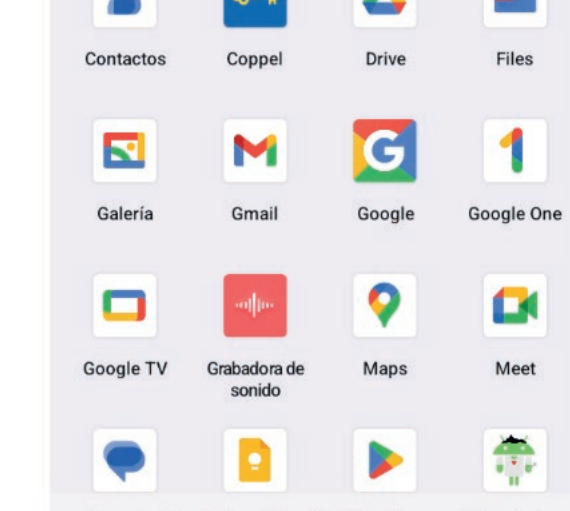 Contactos Coppel Drive Files
Galería Gmail Google Google One
Google TV Grabadora de sonido Maps Meet